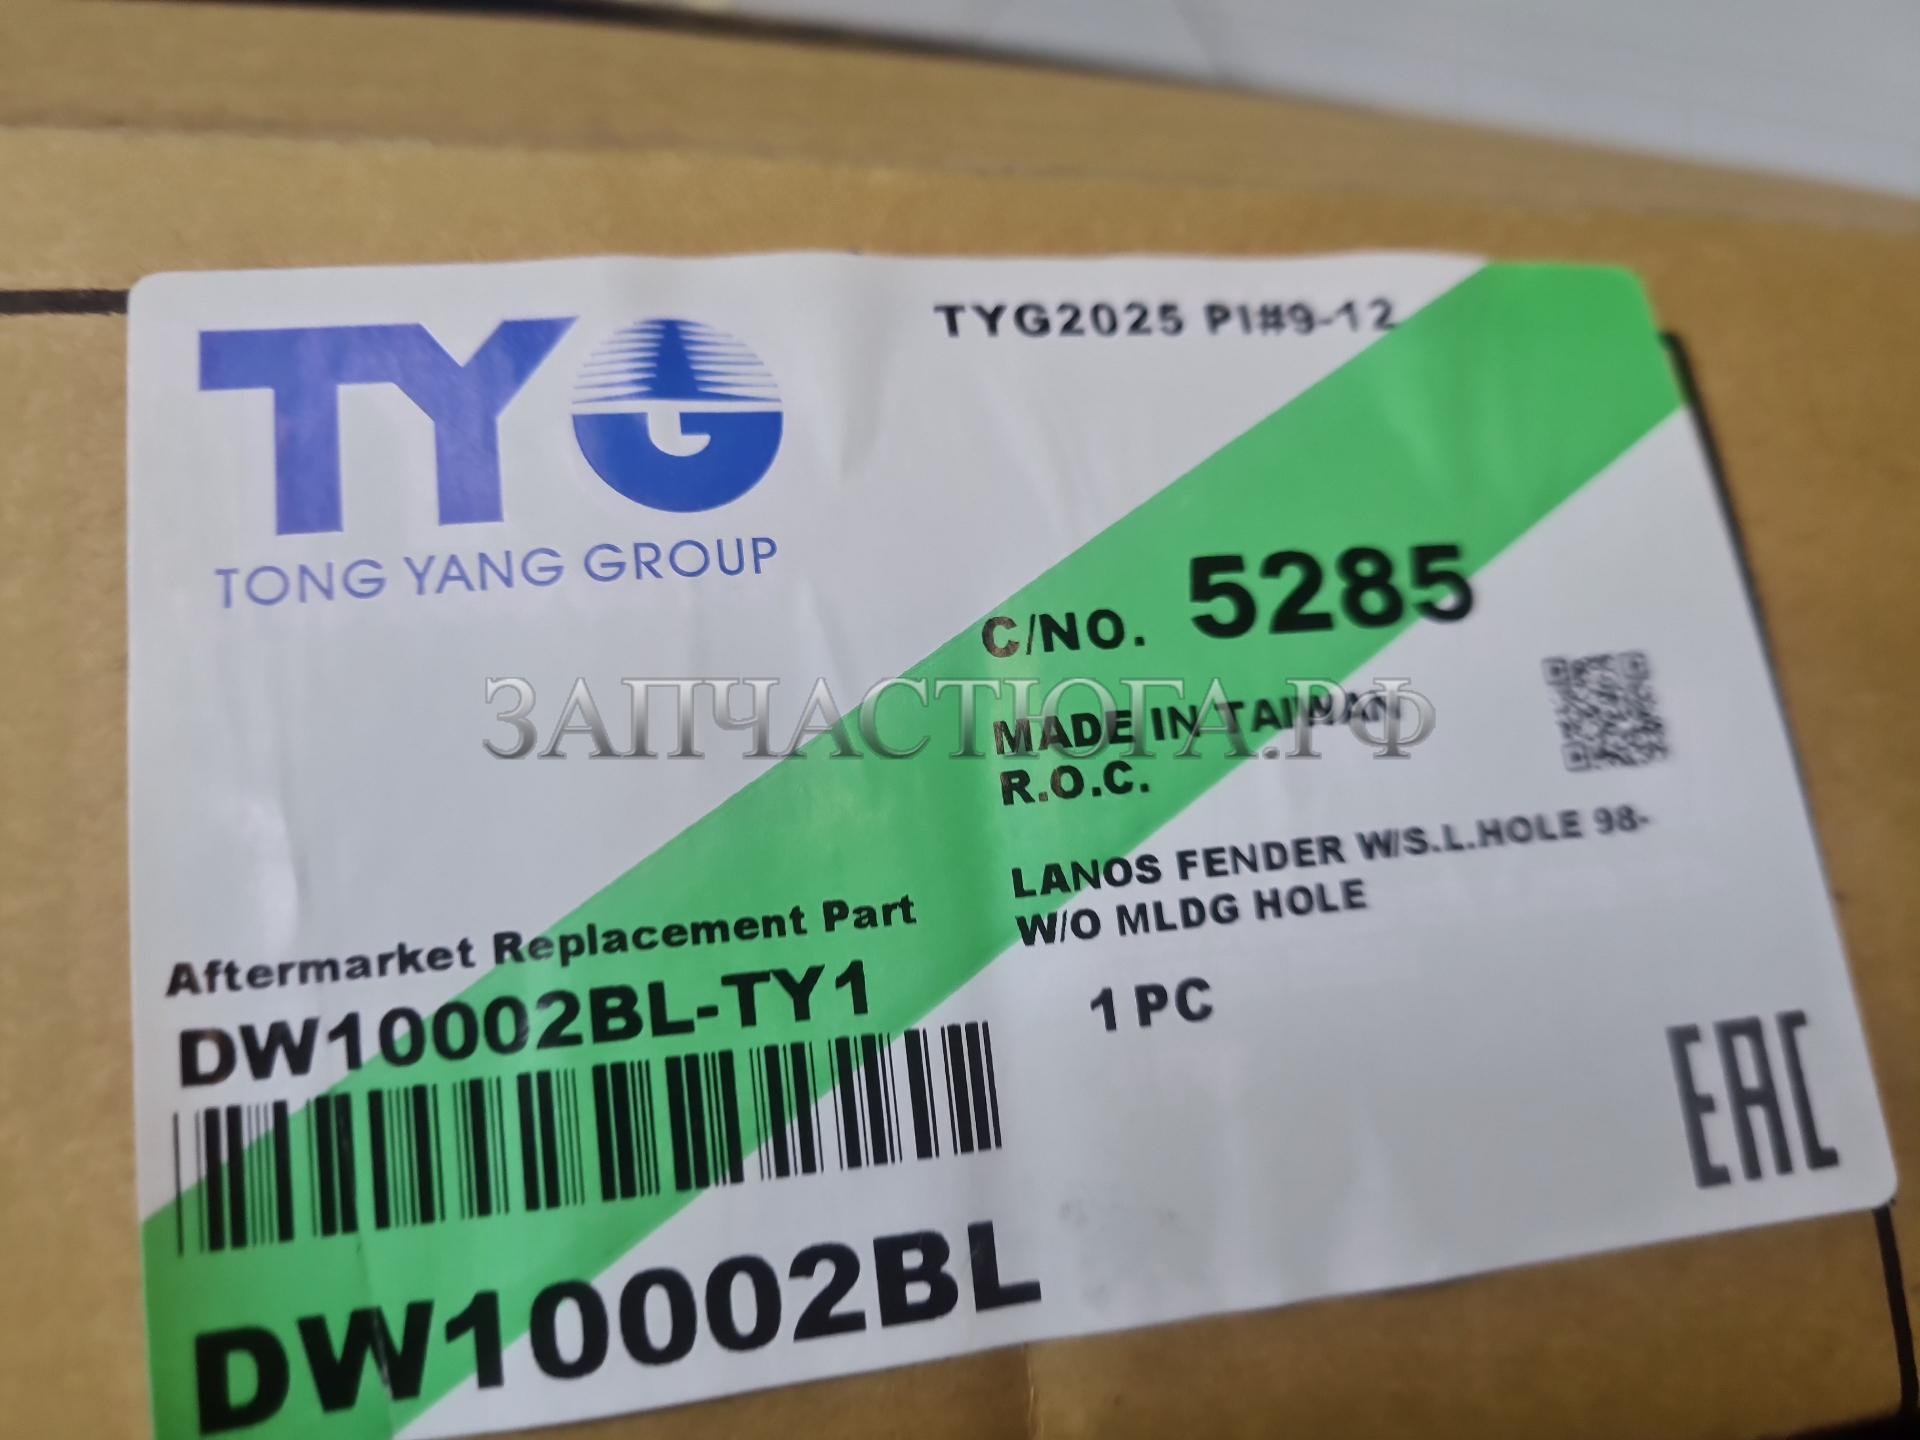 TYG
TONG YANG GROUP
TYG2025 PI#9-12
C/NO. 5285
MADE IN TAIWAN
R.O.C.
LANOS FENDER W/S.L.HOLE 98-
W/O MLDG HOLE
1 PC
Aftermarket Replacement Part
DW10002BL-TY1
DW10002BL
EAC
ЗАПЧАСТЮГА.РФ